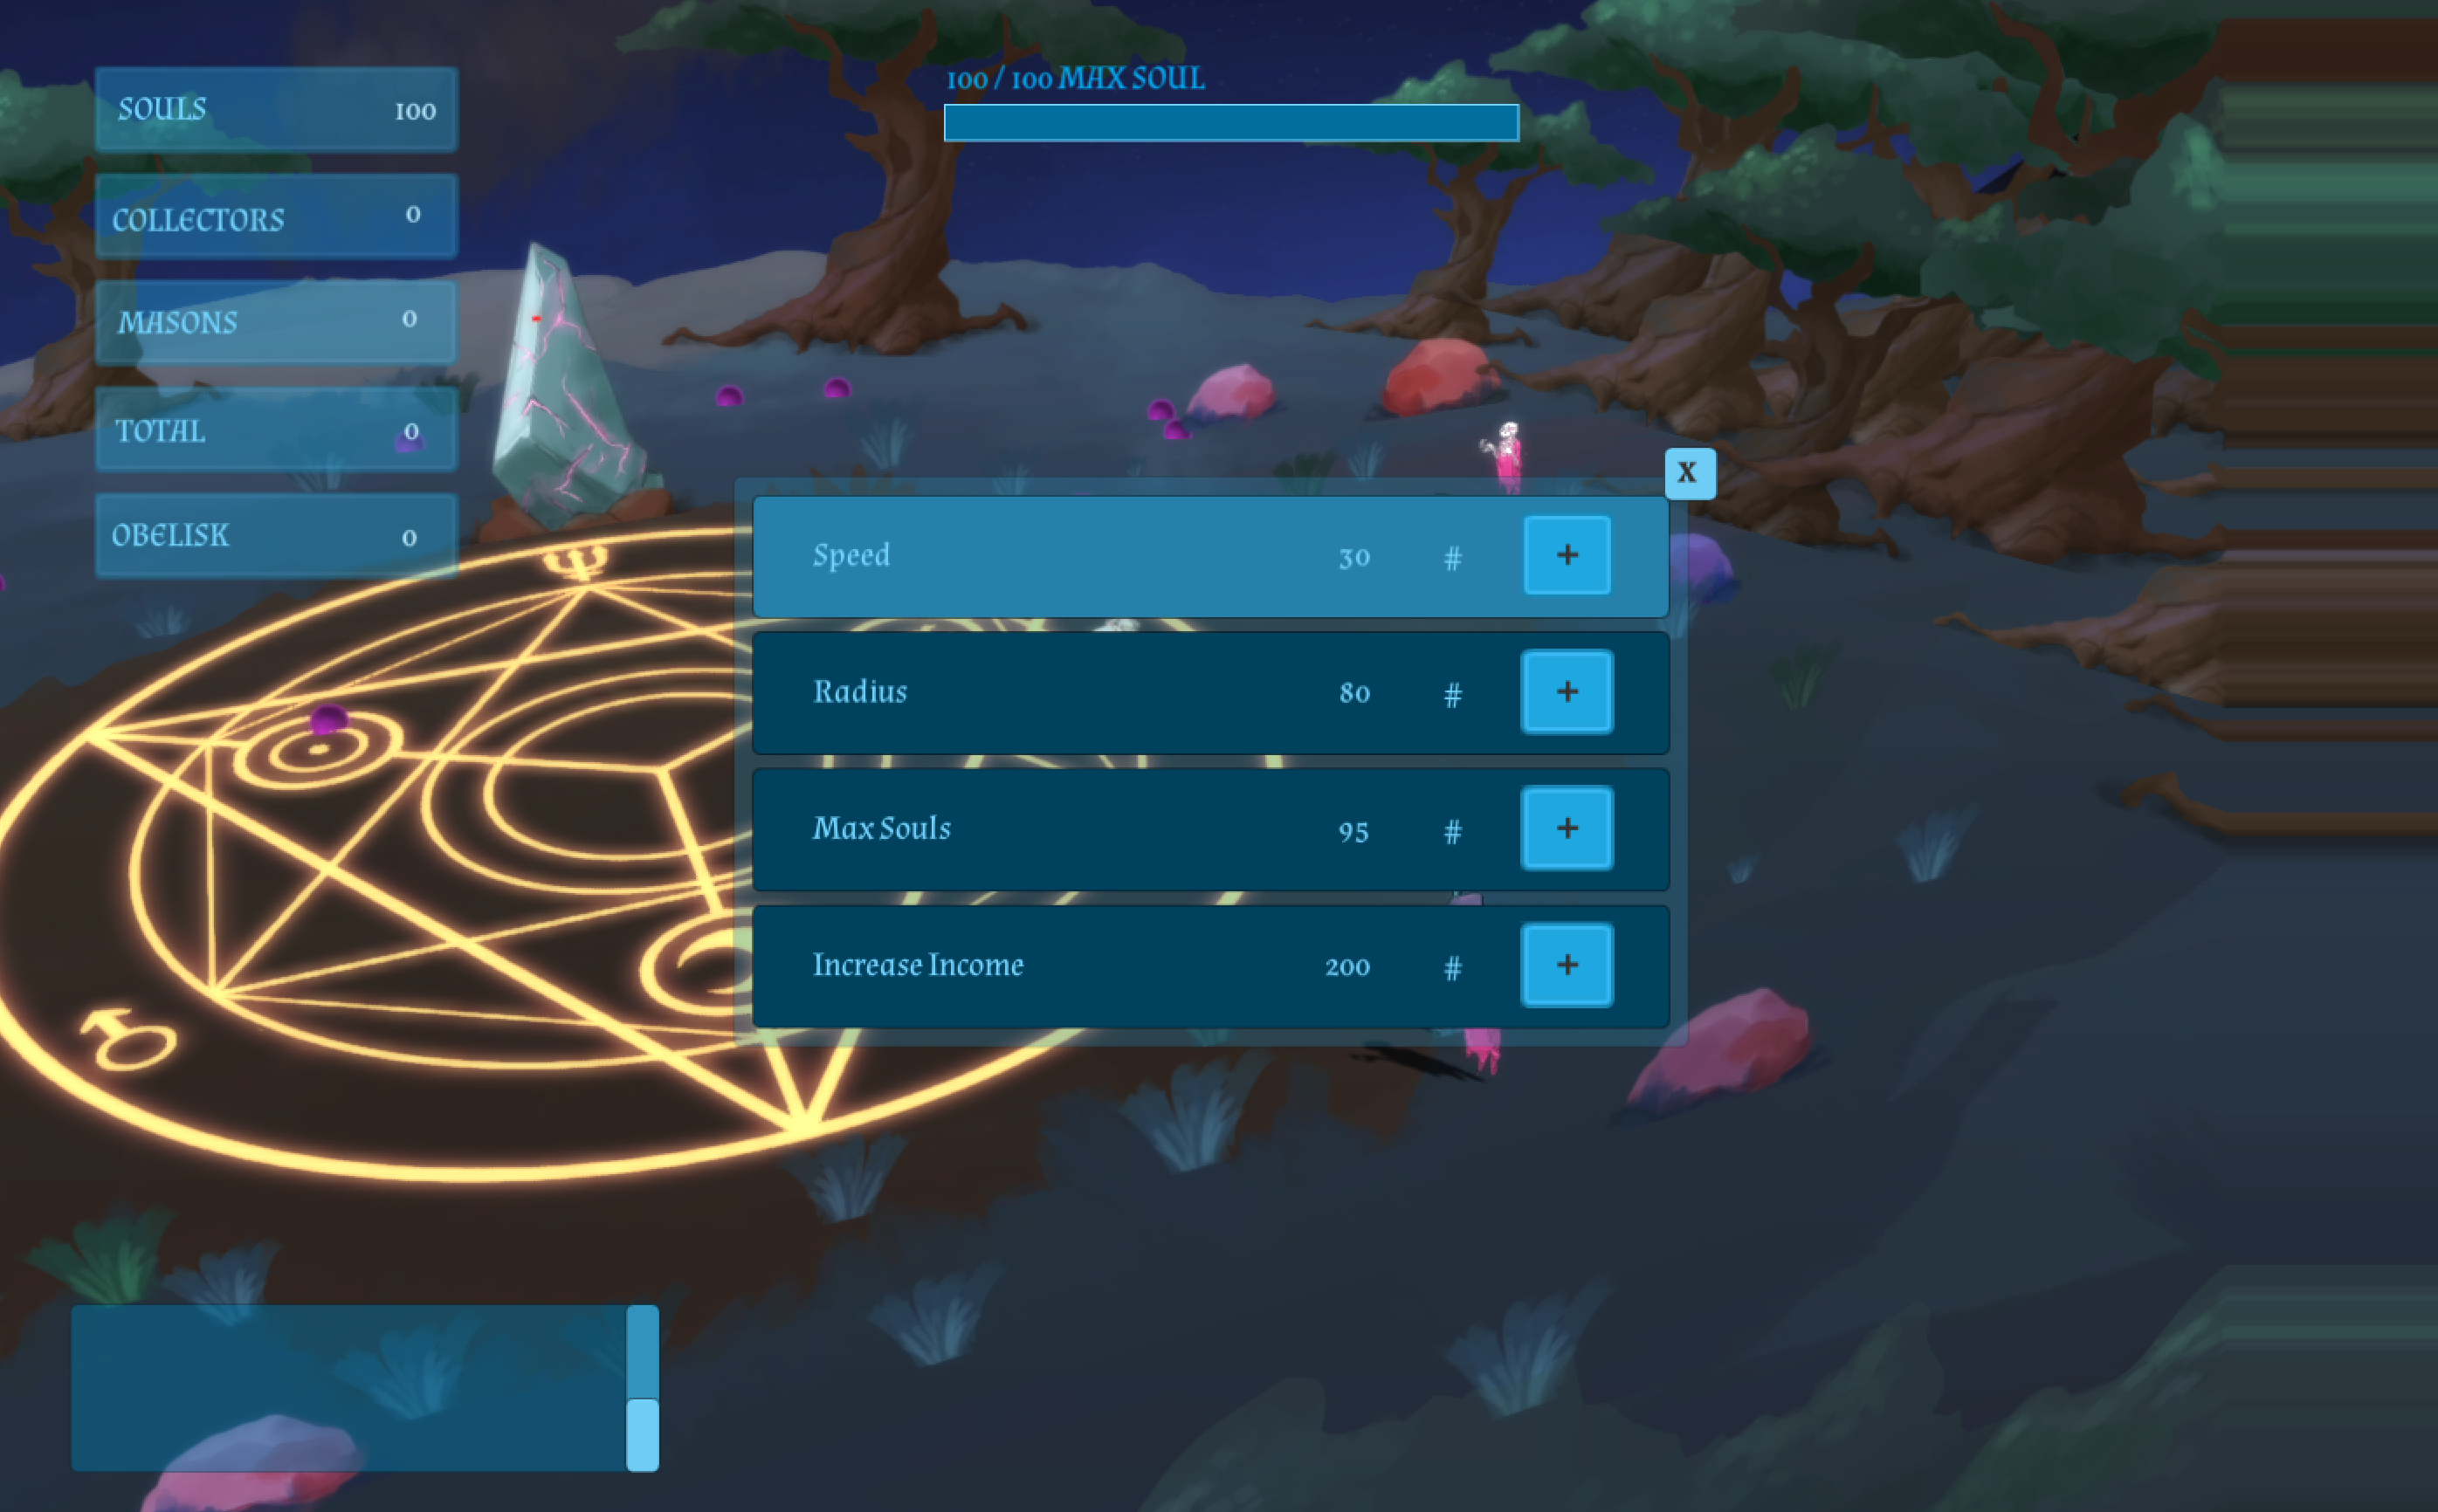 100 / 100 MAX SOUL
SOULS 100
COLLECTORS 0
MASONS 0
TOTAL 0
OBELISK 0
X
Speed 30 # +
Radius 80 # +
Max Souls 95 # +
Increase Income 200 # +